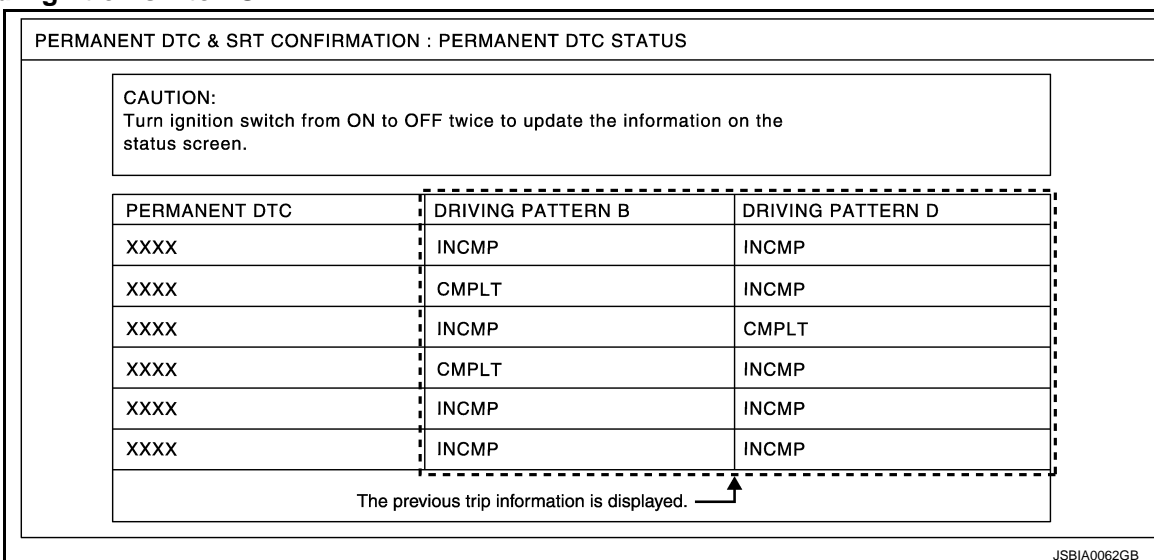 PERMANENT DTC & SRT CONFIRMATION : PERMANENT DTC STATUS
CAUTION:
Turn ignition switch from ON to OFF twice to update the information on the
status screen.
PERMANENT DTC DRIVING PATTERN B DRIVING PATTERN D
XXXX INCMP INCMP
XXXX CMPLT INCMP
XXXX INCMP CMPLT
XXXX CMPLT INCMP
XXXX INCMP INCMP
XXXX INCMP INCMP
The previous trip information is displayed.
JSBIA0062GB